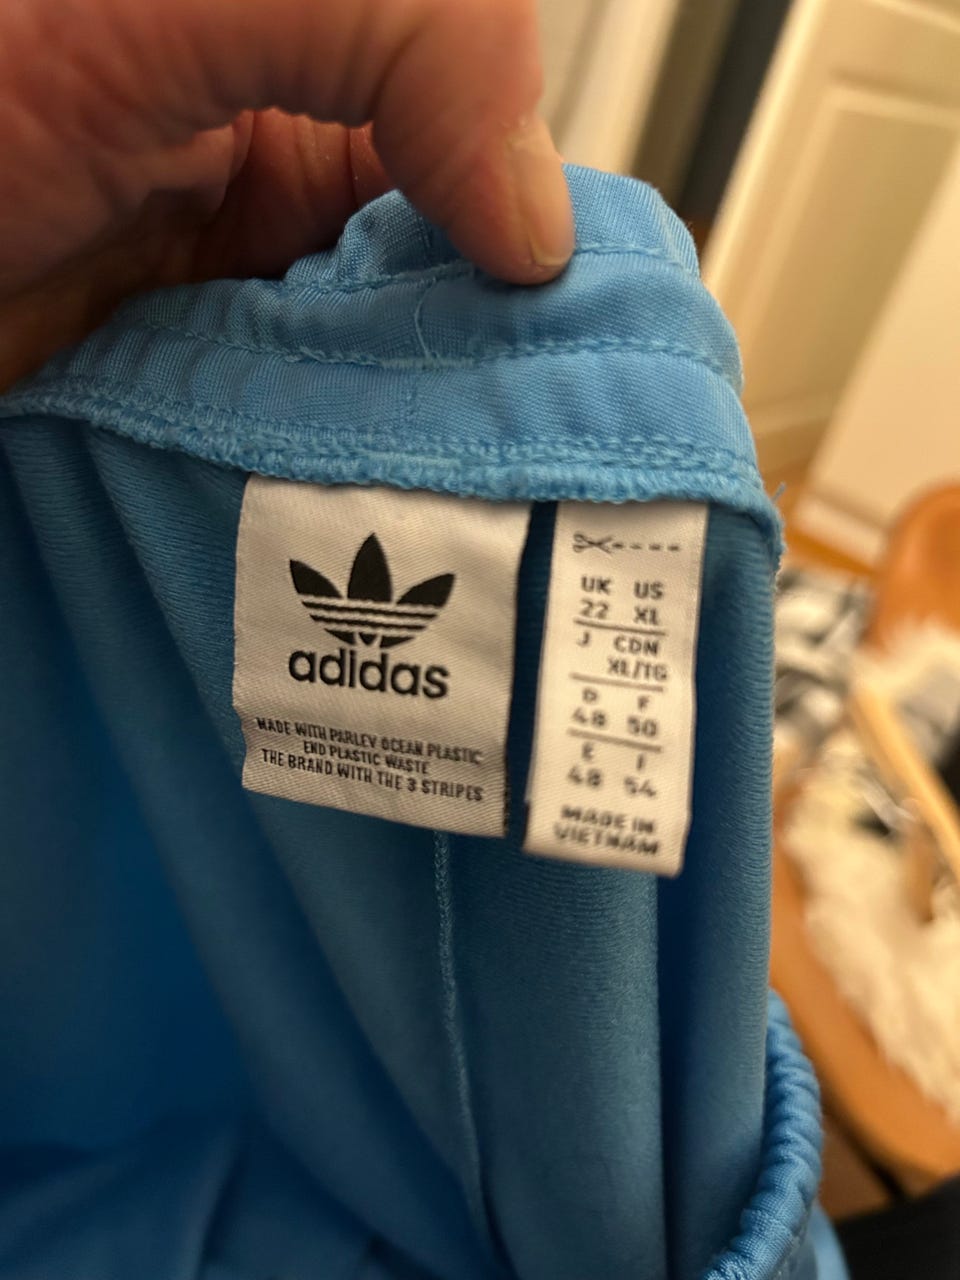 adidas
MADE WITH PARLEY OCEAN PLASTIC
END PLASTIC WASTE
THE BRAND WITH THE 3 STRIPES
UK US
22 XL
J CDN
XL/TG
D F
48 50
E I
48 54
MADE IN
VIETNAM